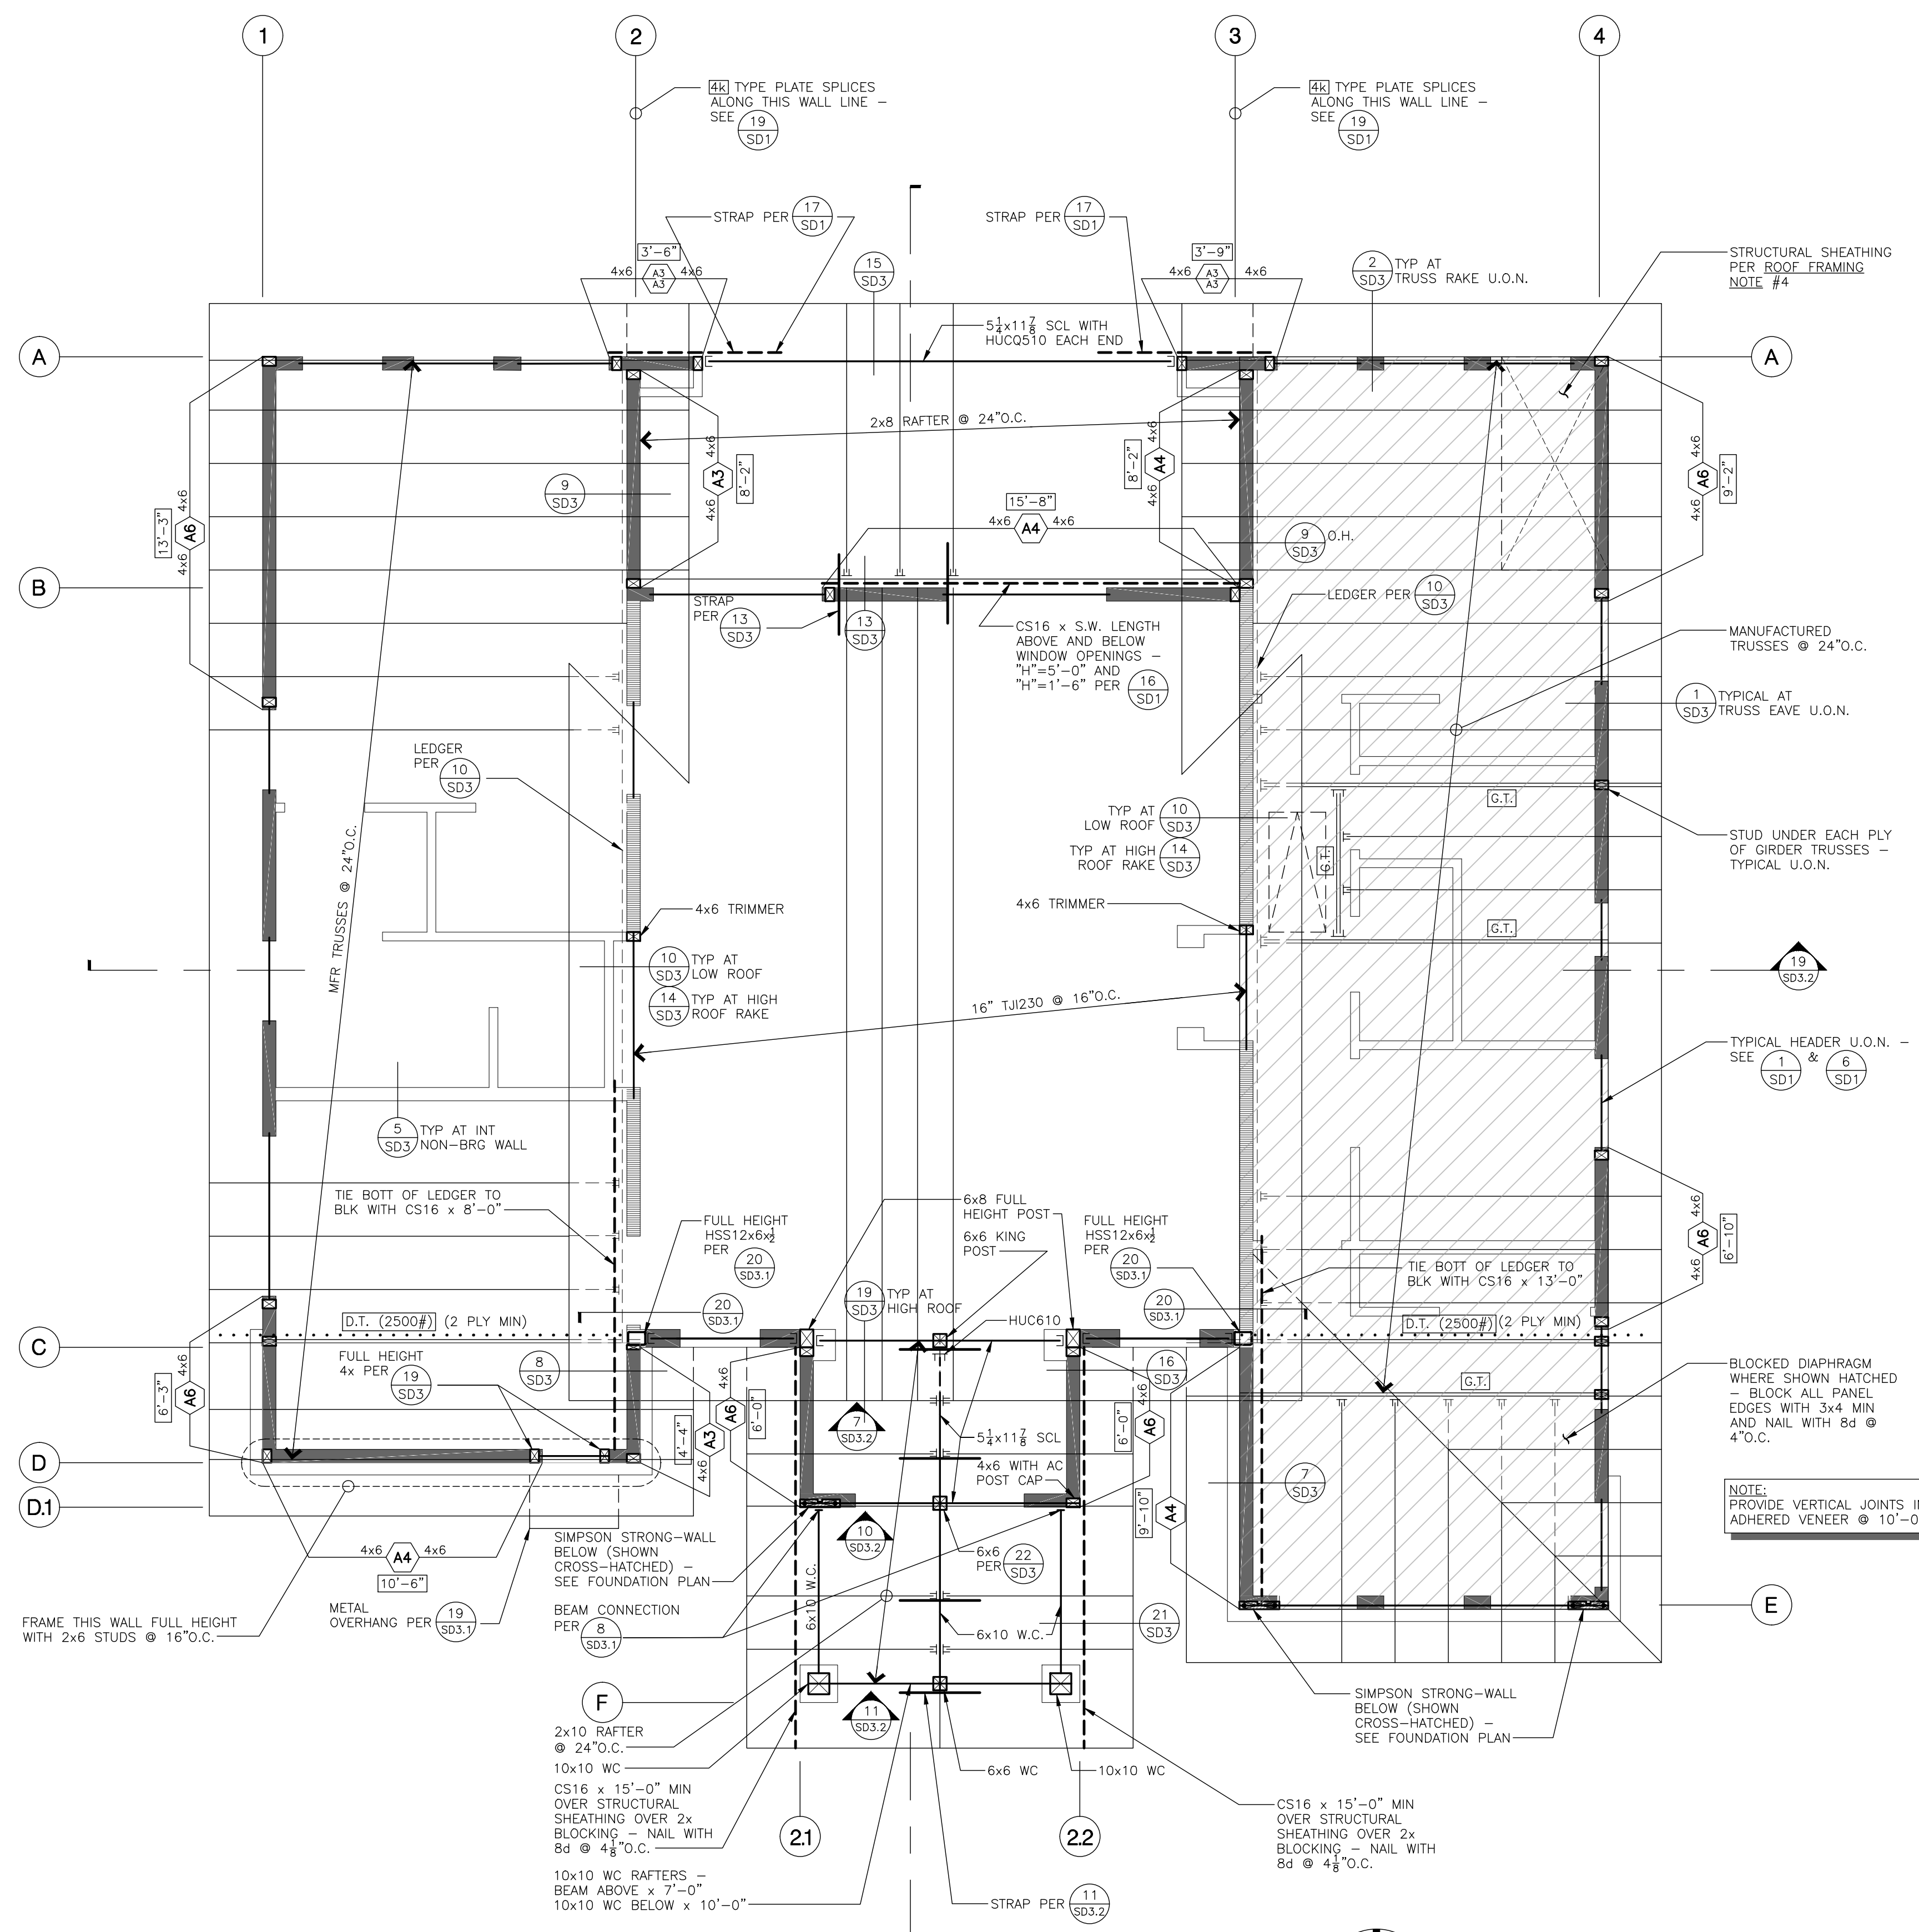 1
2
3
4
4k TYPE PLATE SPLICES
ALONG THIS WALL LINE –
SEE 19
SD1
4k TYPE PLATE SPLICES
ALONG THIS WALL LINE –
SEE 19
SD1
STRAP PER 17
SD1
STRAP PER 17
SD1
3'-6"
4x6 A3 4x6
A3
15
SD3
3'-9"
4x6 A3 4x6
A3
2 TYP AT
SD3 TRUSS RAKE U.O.N.
STRUCTURAL SHEATHING
PER ROOF FRAMING
NOTE #4
5¼x11⅞ SCL WITH
HUCQ510 EACH END
A
A
2x8 RAFTER @ 24"O.C.
13'-3"
4x6 A6 4x6
9
SD3
4x6 A3 4x6
8'-2"
8'-2"
4x6 A4 4x6
4x6 A6 4x6
9'-2"
15'-8"
4x6 A4 4x6
9 O.H.
SD3
B
STRAP
PER 13
SD3
13
SD3
LEDGER PER 10
SD3
CS16 x S.W. LENGTH
ABOVE AND BELOW
WINDOW OPENINGS –
"H"=5'-0" AND
"H"=1'-6" PER 16
SD1
MANUFACTURED
TRUSSES @ 24"O.C.
1 TYPICAL AT
SD3 TRUSS EAVE U.O.N.
LEDGER
PER 10
SD3
G.T.
TYP AT 10
LOW ROOF SD3
TYP AT HIGH 14
ROOF RAKE SD3
G.T.
STUD UNDER EACH PLY
OF GIRDER TRUSSES –
TYPICAL U.O.N.
MFR TRUSSES @ 24"O.C.
4x6 TRIMMER
4x6 TRIMMER
G.T.
10 TYP AT
SD3 LOW ROOF
14 TYP AT HIGH
SD3 ROOF RAKE
19
SD3.2
16" TJI230 @ 16"O.C.
TYPICAL HEADER U.O.N. –
SEE 1 & 6
SD1 SD1
5 TYP AT INT
SD3 NON-BRG WALL
TIE BOTT OF LEDGER TO
BLK WITH CS16 x 8'-0"
FULL HEIGHT
HSS12x6x½
PER 20
SD3.1
6x8 FULL
HEIGHT POST
6x6 KING
POST
FULL HEIGHT
HSS12x6x½
PER 20
SD3.1
4x6 A6 4x6
6'-10"
TIE BOTT OF LEDGER TO
BLK WITH CS16 x 13'-0"
19 TYP AT
SD3 HIGH ROOF
20
SD3.1
HUC610
20
SD3.1
D.T. (2500#) (2 PLY MIN)
D.T. (2500#) (2 PLY MIN)
C
6'-3"
4x6 A6
FULL HEIGHT
4x PER 19
SD3
8
SD3
4'-4"
A3 4x6
4x6 A6
6'-0"
16
SD3
6'-0"
4x6 A6
G.T.
BLOCKED DIAPHRAGM
WHERE SHOWN HATCHED
– BLOCK ALL PANEL
EDGES WITH 3x4 MIN
AND NAIL WITH 8d @
4"O.C.
7
SD3.2
5¼x11⅞ SCL
4x6 WITH AC
POST CAP
D
D.1
9'-10"
A4
7
SD3
NOTE:
PROVIDE VERTICAL JOINTS
ADHERED VENEER @ 10'-0
SIMPSON STRONG-WALL
BELOW (SHOWN
CROSS-HATCHED) –
SEE FOUNDATION PLAN
10
SD3.2
6x6
PER 22
SD3
4x6 A4 4x6
10'-6"
METAL
OVERHANG PER 19
SD3.1
FRAME THIS WALL FULL HEIGHT
WITH 2x6 STUDS @ 16"O.C.
BEAM CONNECTION
PER 8
SD3.1
6x10 W.C.
6x10 W.C.
21
SD3
E
F
11
SD3.2
SIMPSON STRONG-WALL
BELOW (SHOWN
CROSS-HATCHED) –
SEE FOUNDATION PLAN
2x10 RAFTER
@ 24"O.C.
10x10 WC
6x6 WC
10x10 WC
CS16 x 15'-0" MIN
OVER STRUCTURAL
SHEATHING OVER 2x
BLOCKING – NAIL WITH
8d @ 4⅛"O.C.
2.1
2.2
CS16 x 15'-0" MIN
OVER STRUCTURAL
SHEATHING OVER 2x
BLOCKING – NAIL WITH
8d @ 4⅛"O.C.
10x10 WC RAFTERS –
BEAM ABOVE x 7'-0"
10x10 WC BELOW x 10'-0"
STRAP PER 11
SD3.2